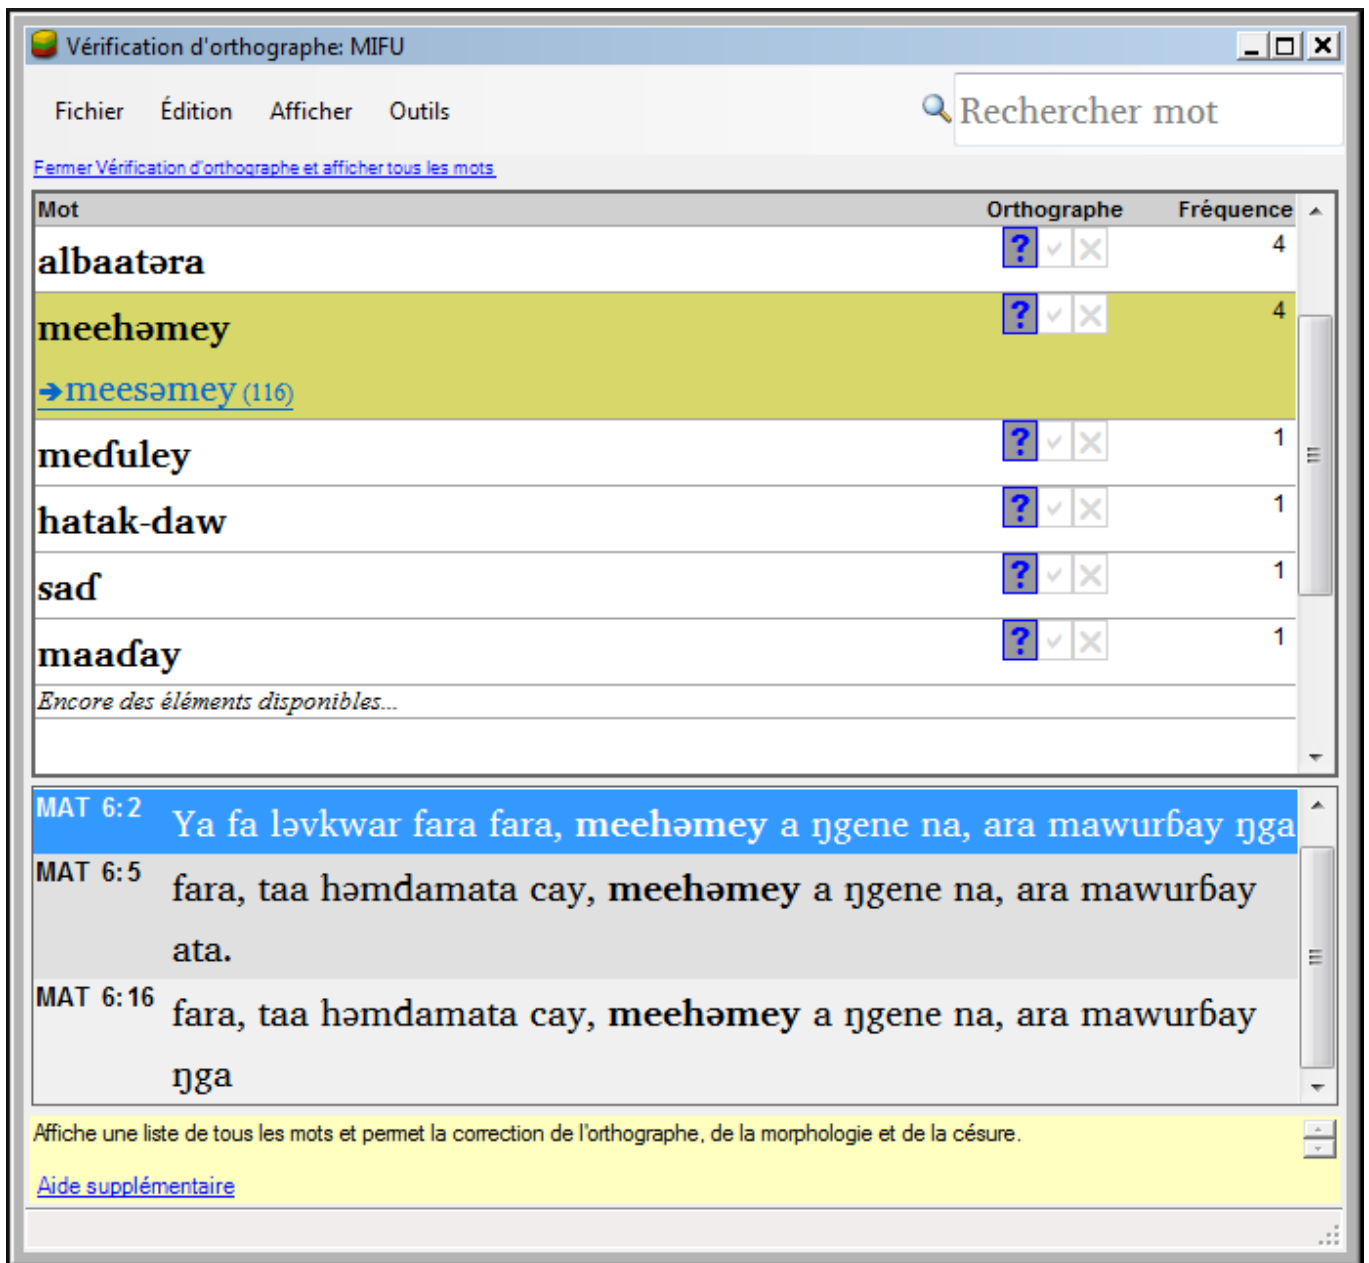 Vérification d'orthographe: MIFU
Fichier Édition Afficher Outils Rechercher mot
Fermer Vérification d'orthographe et afficher tous les mots
Mot Orthographe Fréquence
albaatəra ? 4
meehəmey ? 4
➔meesəmey (116)
meɗuley ? 1
hatak-daw ? 1
saɗ ? 1
maaɗay ? 1
Encore des éléments disponibles...
MAT 6:2 Ya fa ləvkwar fara fara, meehəmey a ŋgene na, ara mawurɓay ŋga
MAT 6:5 fara, taa həmdamata cay, meehəmey a ŋgene na, ara mawurɓay
ata.
MAT 6:16 fara, taa həmdamata cay, meehəmey a ŋgene na, ara mawurɓay
ŋga
Affiche une liste de tous les mots et permet la correction de l'orthographe, de la morphologie et de la césure.
Aide supplémentaire